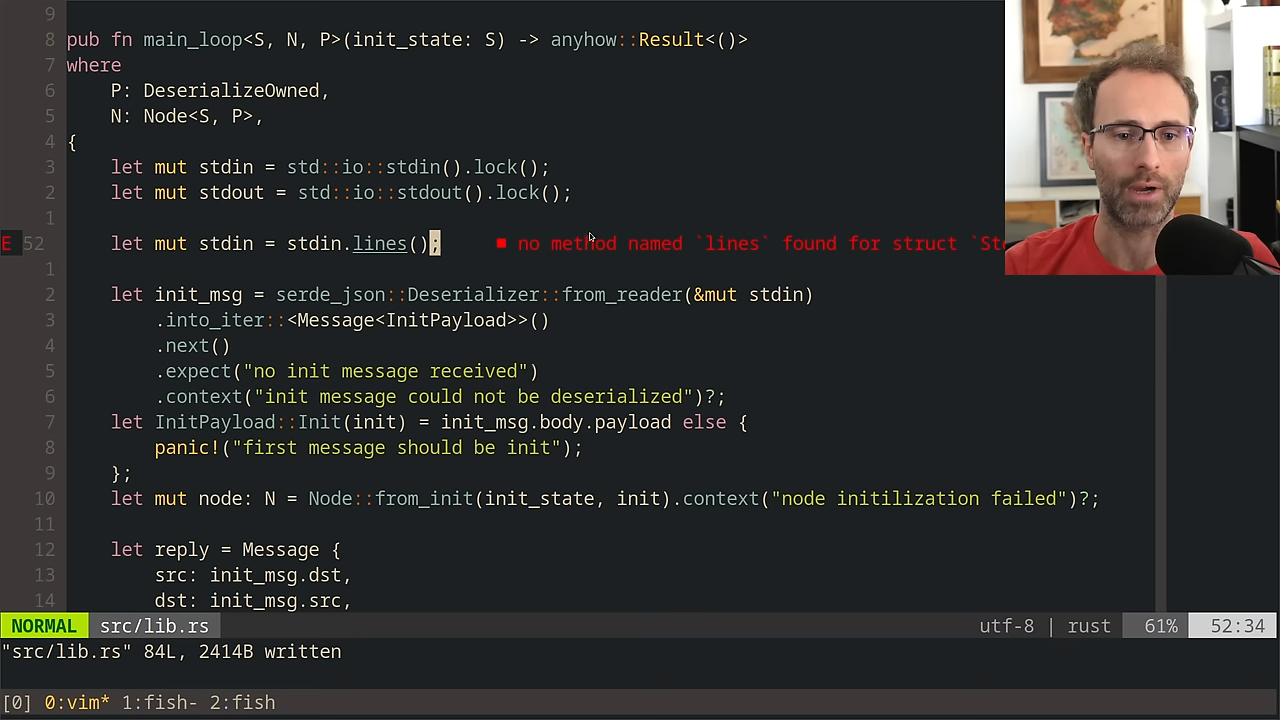 9
8 pub fn main_loop<S, N, P>(init_state: S) -> anyhow::Result<()>
7 where
6     P: DeserializeOwned,
5     N: Node<S, P>,
4 {
3     let mut stdin = std::io::stdin().lock();
2     let mut stdout = std::io::stdout().lock();
1
E 52     let mut stdin = stdin.lines();     ■ no method named `lines` found for struct `St
1
2     let init_msg = serde_json::Deserializer::from_reader(&mut stdin)
3         .into_iter::<Message<InitPayload>>()
4         .next()
5         .expect("no init message received")
6         .context("init message could not be deserialized")?;
7     let InitPayload::Init(init) = init_msg.body.payload else {
8         panic!("first message should be init");
9     };
10     let mut node: N = Node::from_init(init_state, init).context("node initilization failed")?;
11
12     let reply = Message {
13         src: init_msg.dst,
14         dst: init_msg.src,
NORMAL src/lib.rs utf-8 | rust 61% 52:34
"src/lib.rs" 84L, 2414B written
[0] 0:vim* 1:fish- 2:fish